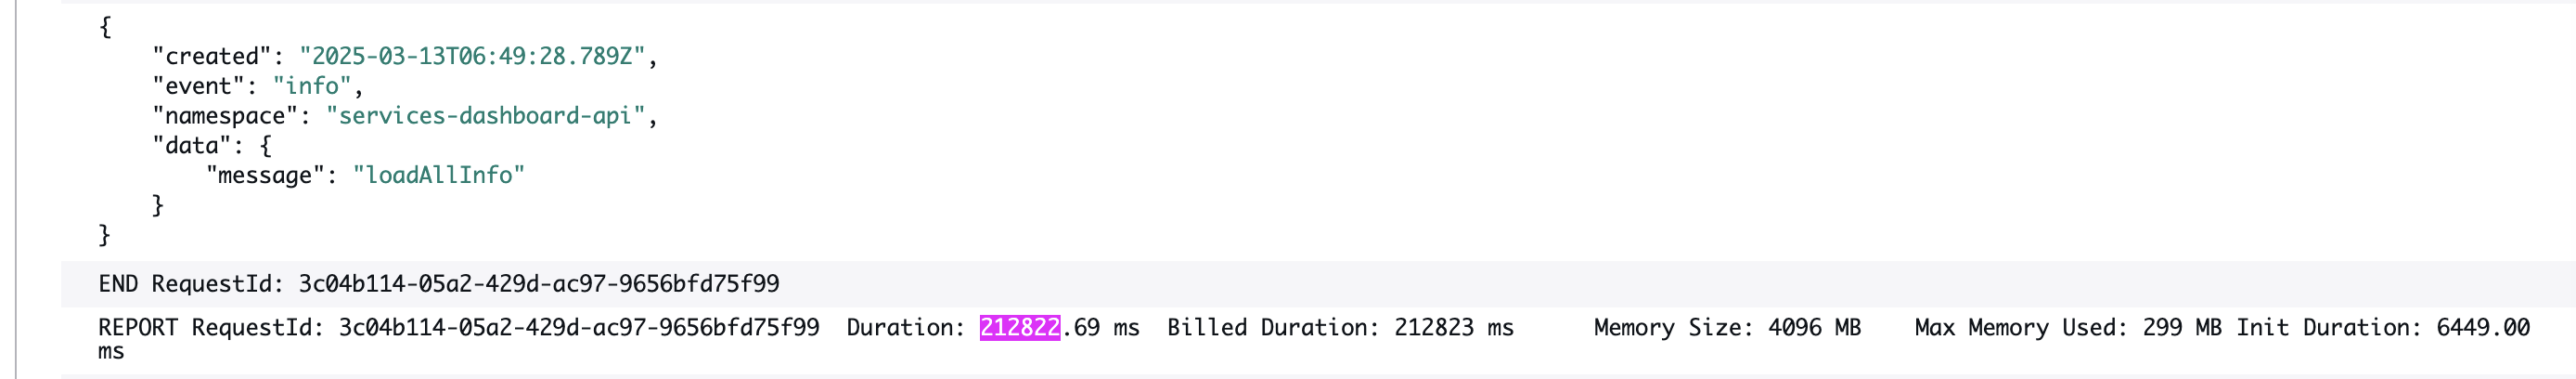 {
    "created": "2025-03-13T06:49:28.789Z",
    "event": "info",
    "namespace": "services-dashboard-api",
    "data": {
        "message": "loadAllInfo"
    }
}
END RequestId: 3c04b114-05a2-429d-ac97-9656bfd75f99
REPORT RequestId: 3c04b114-05a2-429d-ac97-9656bfd75f99  Duration: 212822.69 ms  Billed Duration: 212823 ms      Memory Size: 4096 MB    Max Memory Used: 299 MB Init Duration: 6449.00
ms